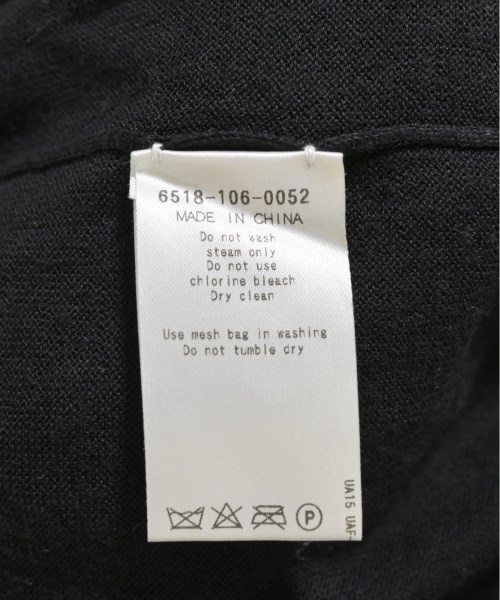 6518-106-0052
MADE IN CHINA
Do not wash
steam only
Do not use
chlorine bleach
Dry clean
Use mesh bag in washing
Do not tumble dry
P
UA15 UAF-